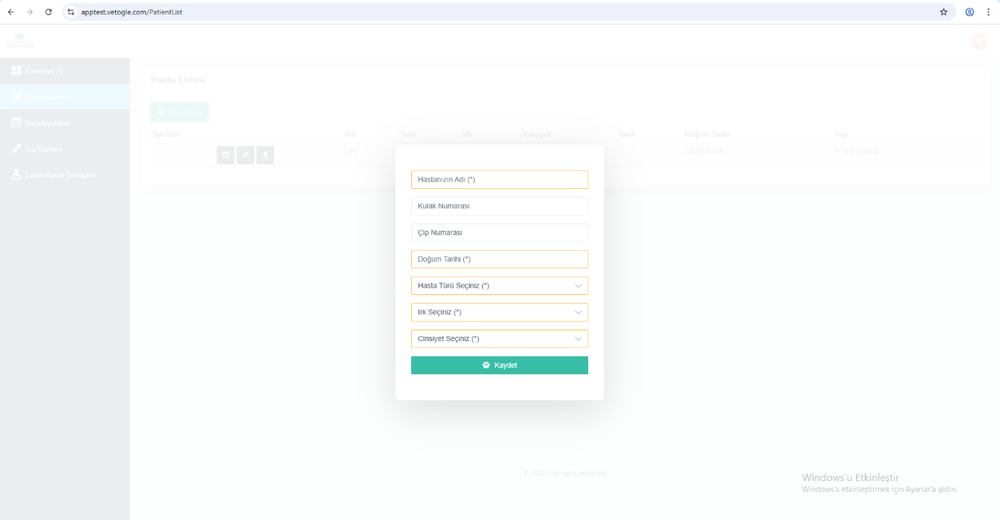 apptest.vetogle.com/PatientList
Randevu Al
Hasta Listesi
Hasta Listesi
Yeni Hasta
Randevularım
İşlemler Adı Türü Irkı Cinsiyet Renk Doğum Tarihi Yaşı
Aşı Karnesi
LEO 01.05.2018 7 Yıl 7 Günlük
Laboratuvar Sonuçları
Hastanızın Adı (*)
Kulak Numarası
Çip Numarası
Doğum Tarihi (*)
Hasta Türü Seçiniz (*)
Irk Seçiniz (*)
Cinsiyet Seçiniz (*)
Kaydet
© 2025 All right reserved
Windows'u Etkinleştir
Windows'u etkinleştirmek için Ayarlar'a gidin.